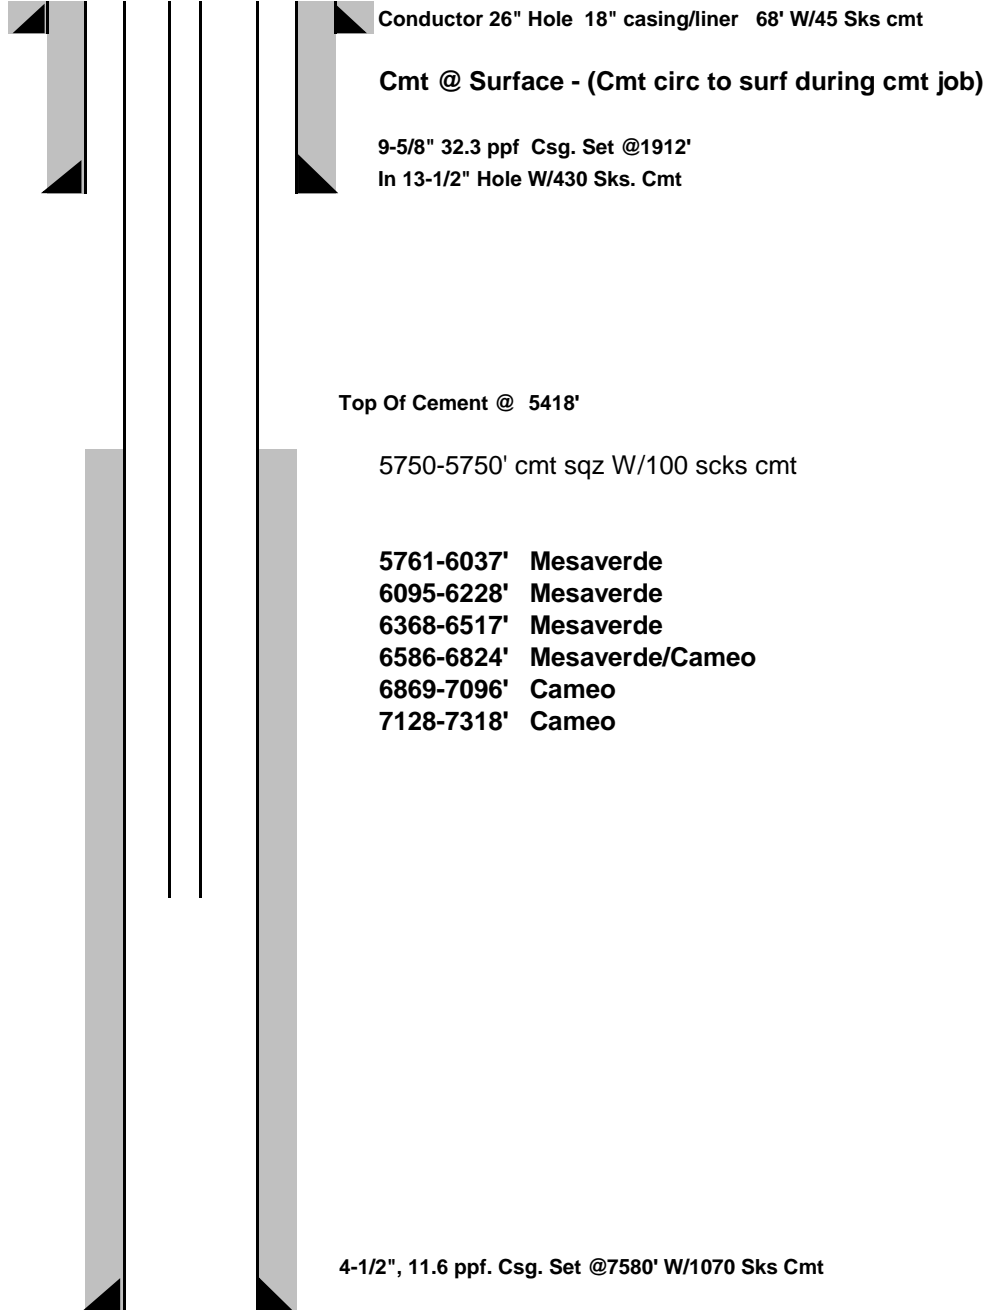 Conductor 26" Hole 18" casing/liner 68' W/45 Sks cmt
Cmt @ Surface - (Cmt circ to surf during cmt job)
9-5/8" 32.3 ppf Csg. Set @1912'
In 13-1/2" Hole W/430 Sks. Cmt
Top Of Cement @ 5418'
5750-5750' cmt sqz W/100 scks cmt
5761-6037' Mesaverde
6095-6228' Mesaverde
6368-6517' Mesaverde
6586-6824' Mesaverde/Cameo
6869-7096' Cameo
7128-7318' Cameo
4-1/2", 11.6 ppf. Csg. Set @7580' W/1070 Sks Cmt